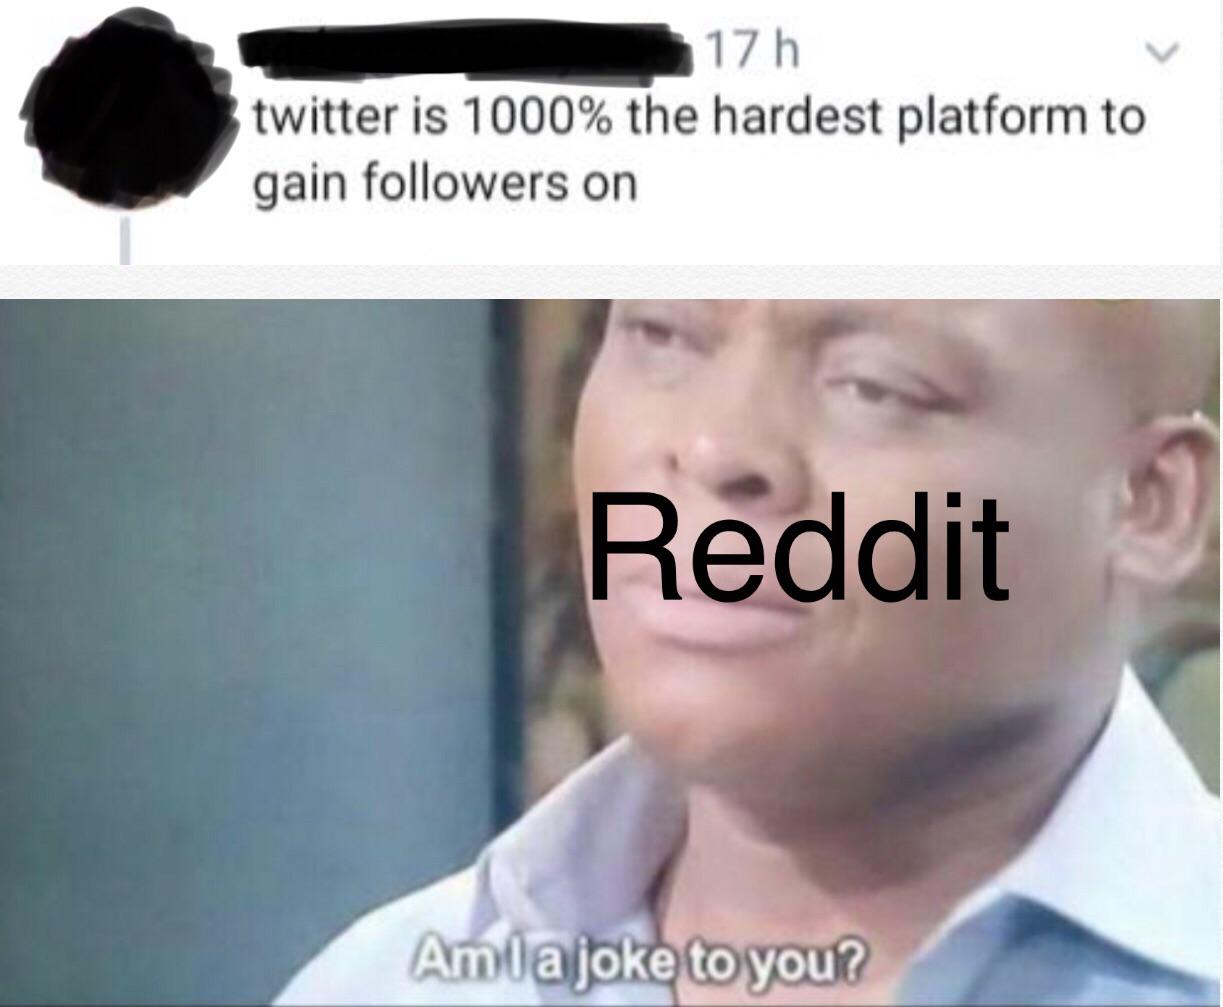 17 h
twitter is 1000% the hardest platform to
gain followers on
Reddit
Am I a joke to you?